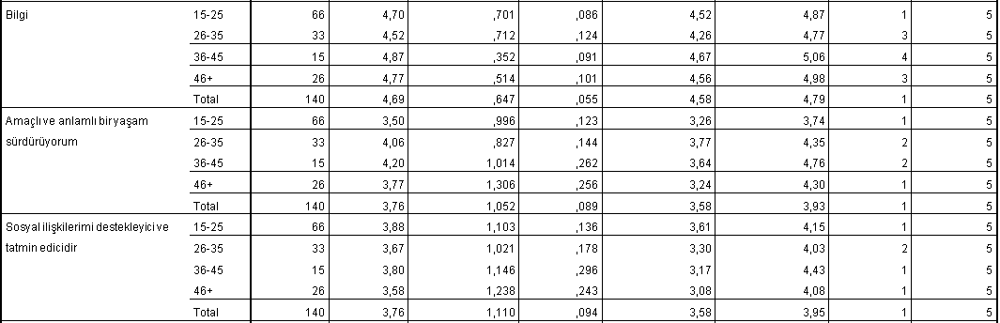 Bilgi 15-25 66 4,70 ,701 ,086 4,52 4,87 1 5
26-35 33 4,52 ,712 ,124 4,26 4,77 3 5
36-45 15 4,87 ,352 ,091 4,67 5,06 4 5
46+ 26 4,77 ,514 ,101 4,56 4,98 3 5
Total 140 4,69 ,647 ,055 4,58 4,79 1 5
Amaçlı ve anlamlı bir yaşam 15-25 66 3,50 ,996 ,123 3,26 3,74 1 5
sürdürüyorum 26-35 33 4,06 ,827 ,144 3,77 4,35 2 5
36-45 15 4,20 1,014 ,262 3,64 4,76 2 5
46+ 26 3,77 1,306 ,256 3,24 4,30 1 5
Total 140 3,76 1,052 ,089 3,58 3,93 1 5
Sosyal ilişkilerimi destekleyici ve 15-25 66 3,88 1,103 ,136 3,61 4,15 1 5
tatmin edicidir 26-35 33 3,67 1,021 ,178 3,30 4,03 2 5
36-45 15 3,80 1,146 ,296 3,17 4,43 1 5
46+ 26 3,58 1,238 ,243 3,08 4,08 1 5
Total 140 3,76 1,110 ,094 3,58 3,95 1 5